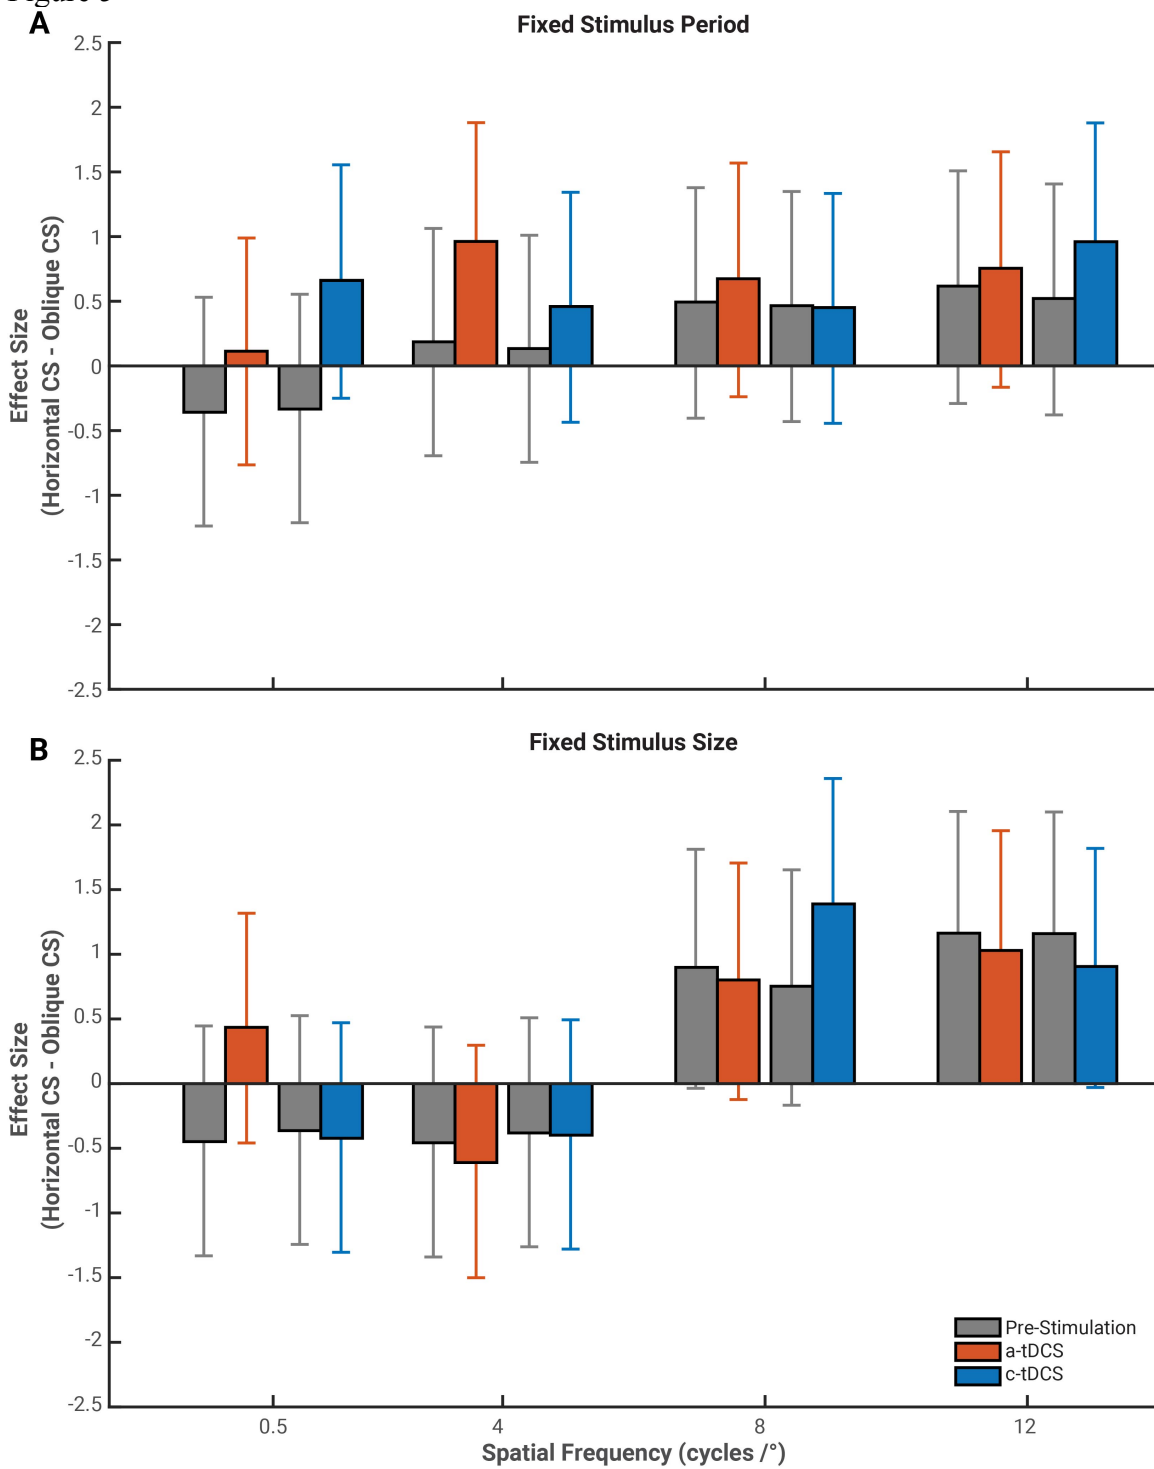 A
Fixed Stimulus Period
2.5
2
1.5
1
0.5
0
-0.5
-1
-1.5
-2
-2.5
Effect Size
(Horizontal CS - Oblique CS)
B
Fixed Stimulus Size
2.5
2
1.5
1
0.5
0
-0.5
-1
-1.5
-2
-2.5
Effect Size
(Horizontal CS - Oblique CS)
Pre-Stimulation
a-tDCS
c-tDCS
0.5
4
8
12
Spatial Frequency (cycles /°)